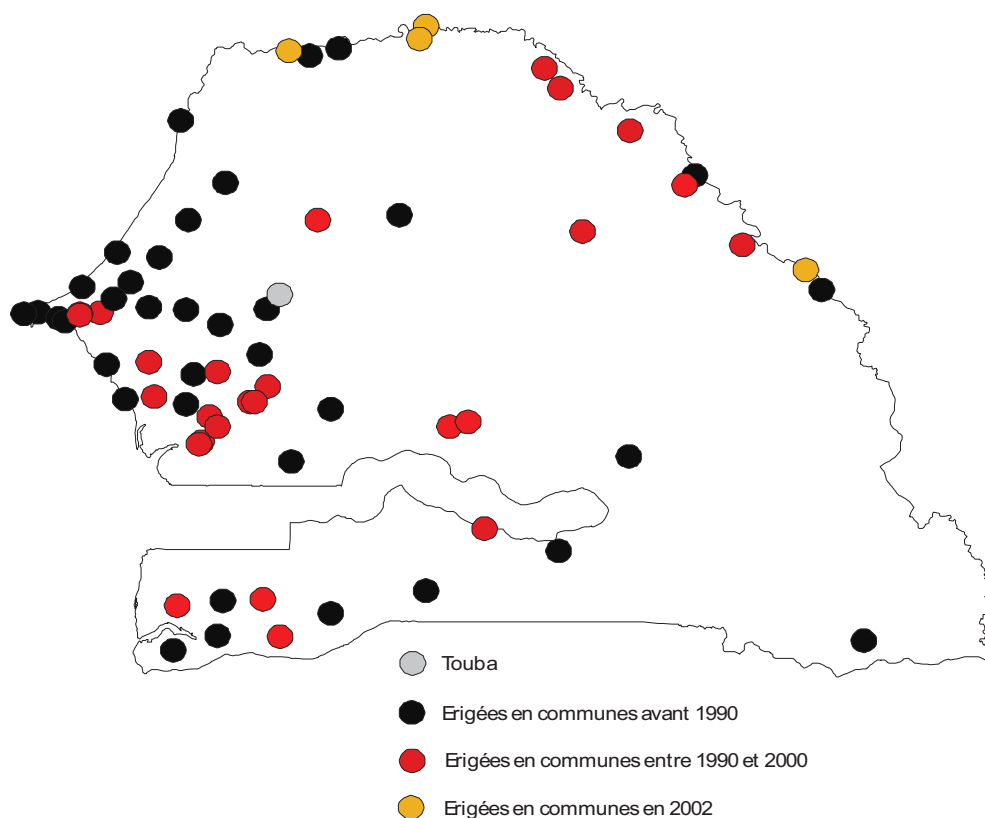 Touba
Erigées en communes avant 1990
Erigées en communes entre 1990 et 2000
Erigées en communes en 2002